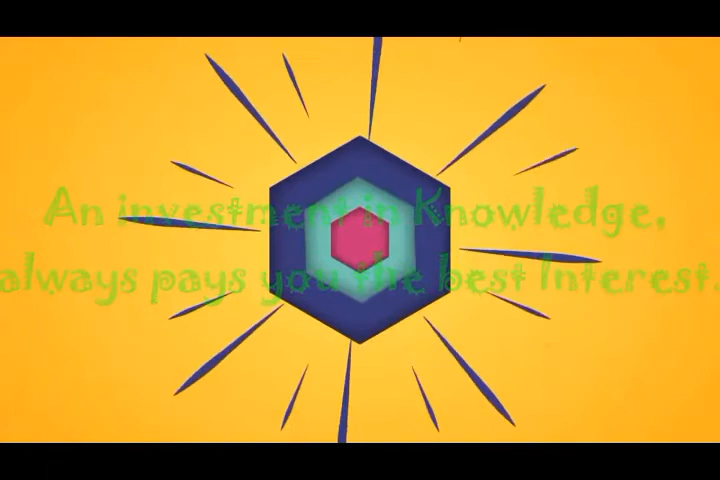 An investment in Knowledge,
always pays you the best Interest.